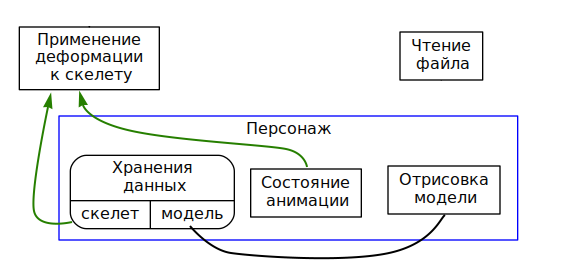 Применение
деформации
к скелету
Чтение
файла
Персонаж
Хранения
данных
скелет
модель
Состояние
анимации
Отрисовка
модели